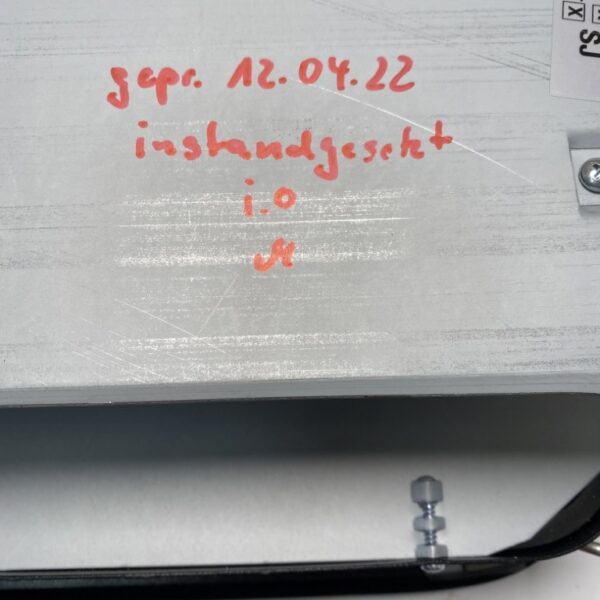 gepr. 12.04.22
instandgesetzt
i.O